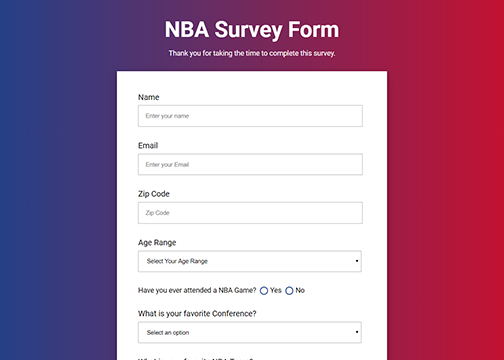 NBA Survey Form
Thank you for taking the time to complete this survey.
Name
Enter your name
Email
Enter your Email
Zip Code
Zip Code
Age Range
Select Your Age Range
Have you ever attended a NBA Game? Yes No
What is your favorite Conference?
Select an option